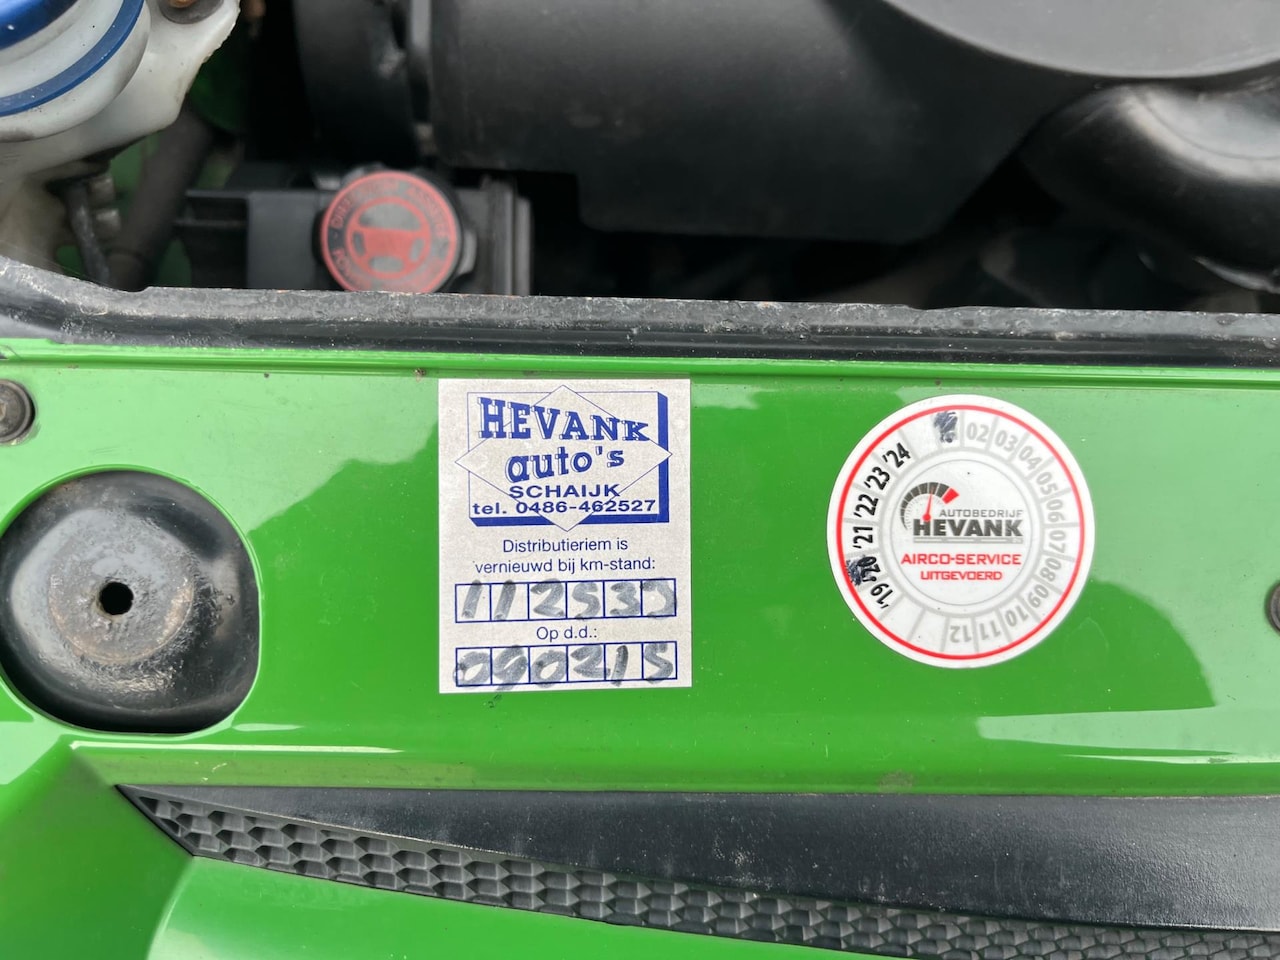 HEVANK
auto's
SCHAIJK
tel. 0486-462527
Distributieriem is
vernieuwd bij km-stand:
Op d.d.:
090215
'19 '20 '21 '22 '23 '24
02 03 04 05 06 07 08 09 10 11 12
AUTOBEDRIJF
HEVANK
AIRCO-SERVICE
UITGEVOERD